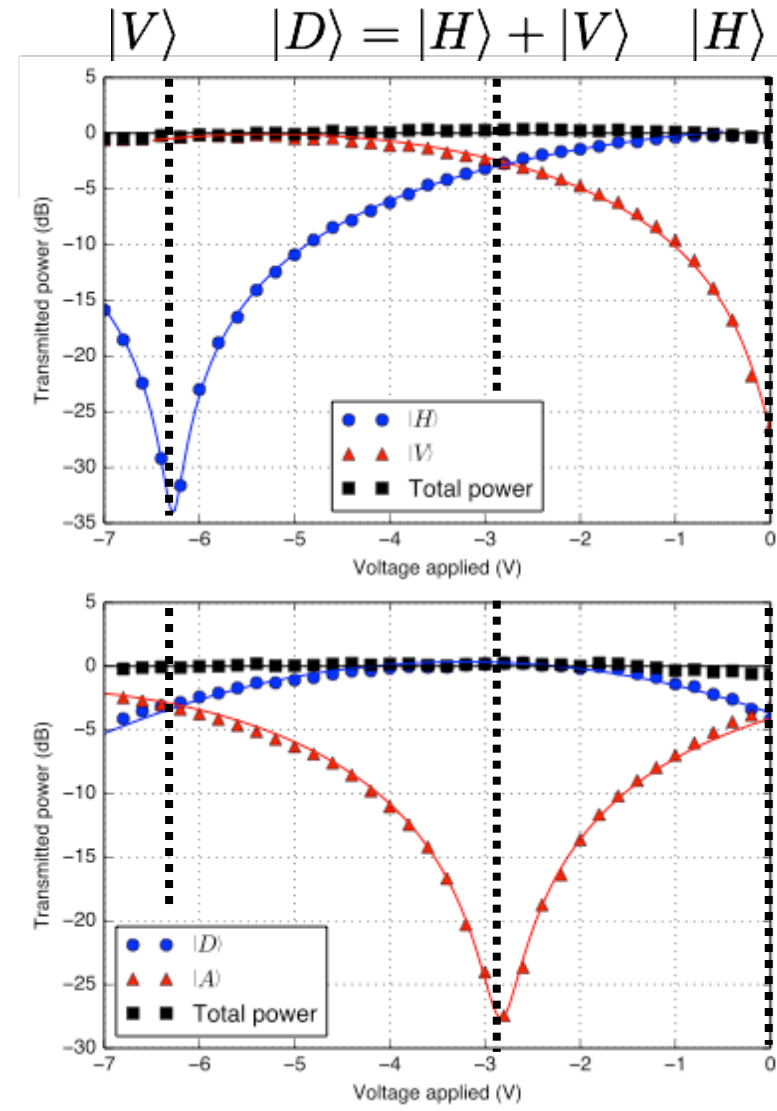 |V⟩ |D⟩ = |H⟩ + |V⟩ |H⟩
5
0
−5
−10
−15
−20
−25
−30
−35
Transmitted power (dB)
|H⟩
|V⟩
Total power
−7 −6 −5 −4 −3 −2 −1 0
Voltage applied (V)
5
0
−5
−10
−15
−20
−25
−30
Transmitted power (dB)
|D⟩
|A⟩
Total power
−7 −6 −5 −4 −3 −2 −1 0
Voltage applied (V)